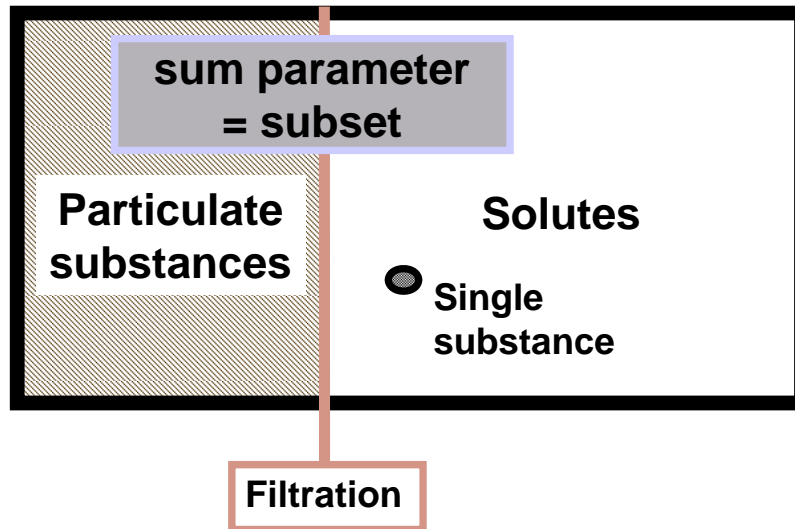 sum parameter
= subset
Particulate
substances
Solutes
Single
substance
Filtration